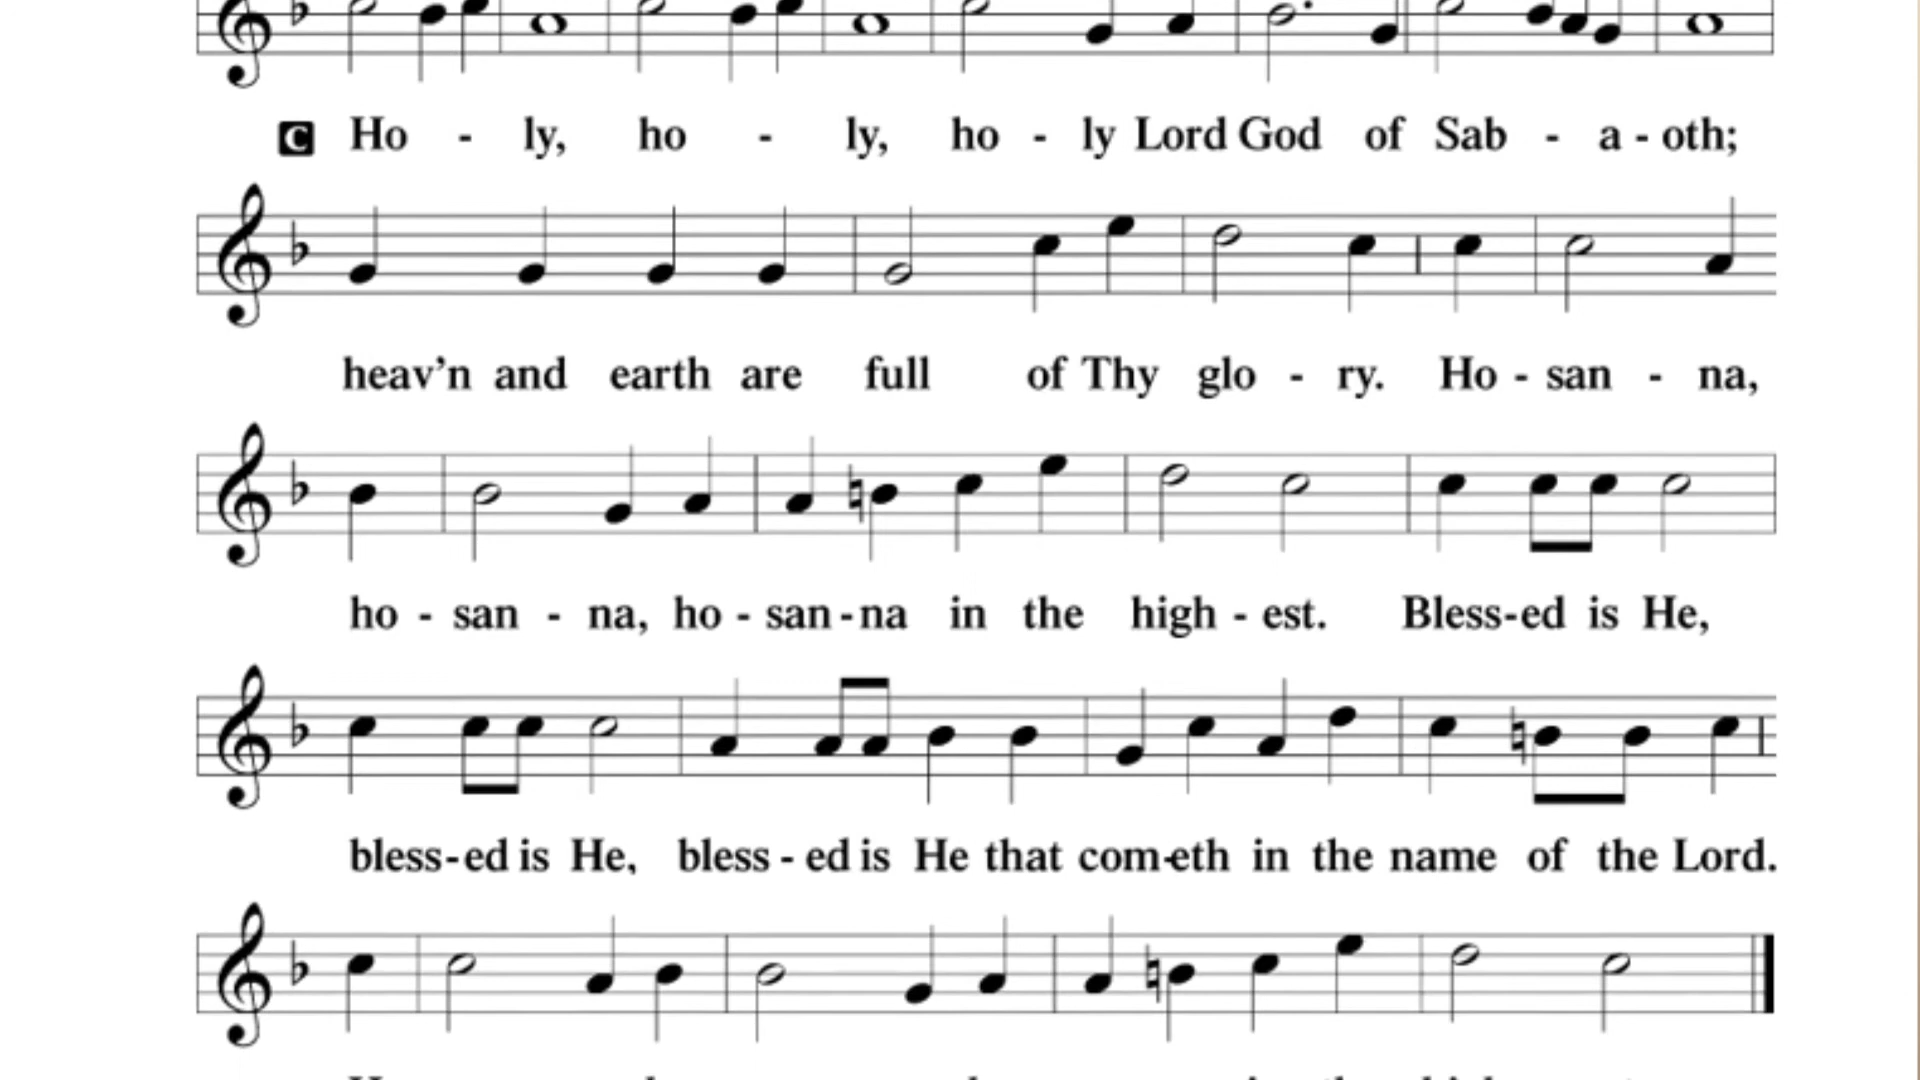 C Ho - ly, ho - ly, ho - ly Lord God of Sab - a - oth;
heav'n and earth are full of Thy glo - ry. Ho - san - na,
ho - san - na, ho - san - na in the high - est. Bless - ed is He,
bless - ed is He, bless - ed is He that com - eth in the name of the Lord.